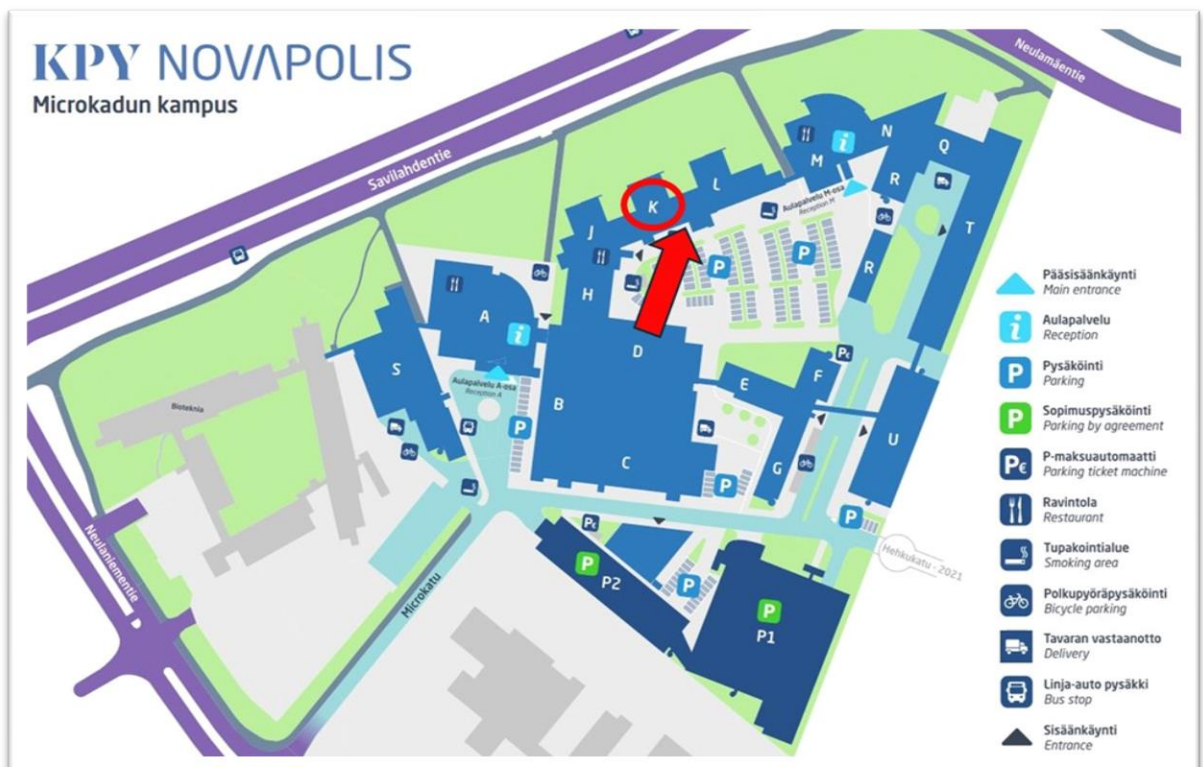 KPY NOVAPOLIS
Microkadun kampus
Neulamäentie
Savilahdentie
N
Q
M
i
L
R
K
Aulapalvelu M-osa
Reception M
T
J
P
P
R
H
A
i
D
S
Aulapalvelu A-osa
Reception A
Bioteknia
P€
E
F
B
P
U
C
G
P
P
P€
Hehkukatu - 2021
Neulaniementie
Microkatu
P
P2
P
P
P1
Pääsisäänkäynti
Main entrance
i
Aulapalvelu
Reception
P
Pysäköinti
Parking
P
Sopimuspysäköinti
Parking by agreement
P€
P-maksuautomaatti
Parking ticket machine
Ravintola
Restaurant
Tupakointialue
Smoking area
Polkupyöräpysäköinti
Bicycle parking
Tavaran vastaanotto
Delivery
Linja-auto pysäkki
Bus stop
Sisäänkäynti
Entrance